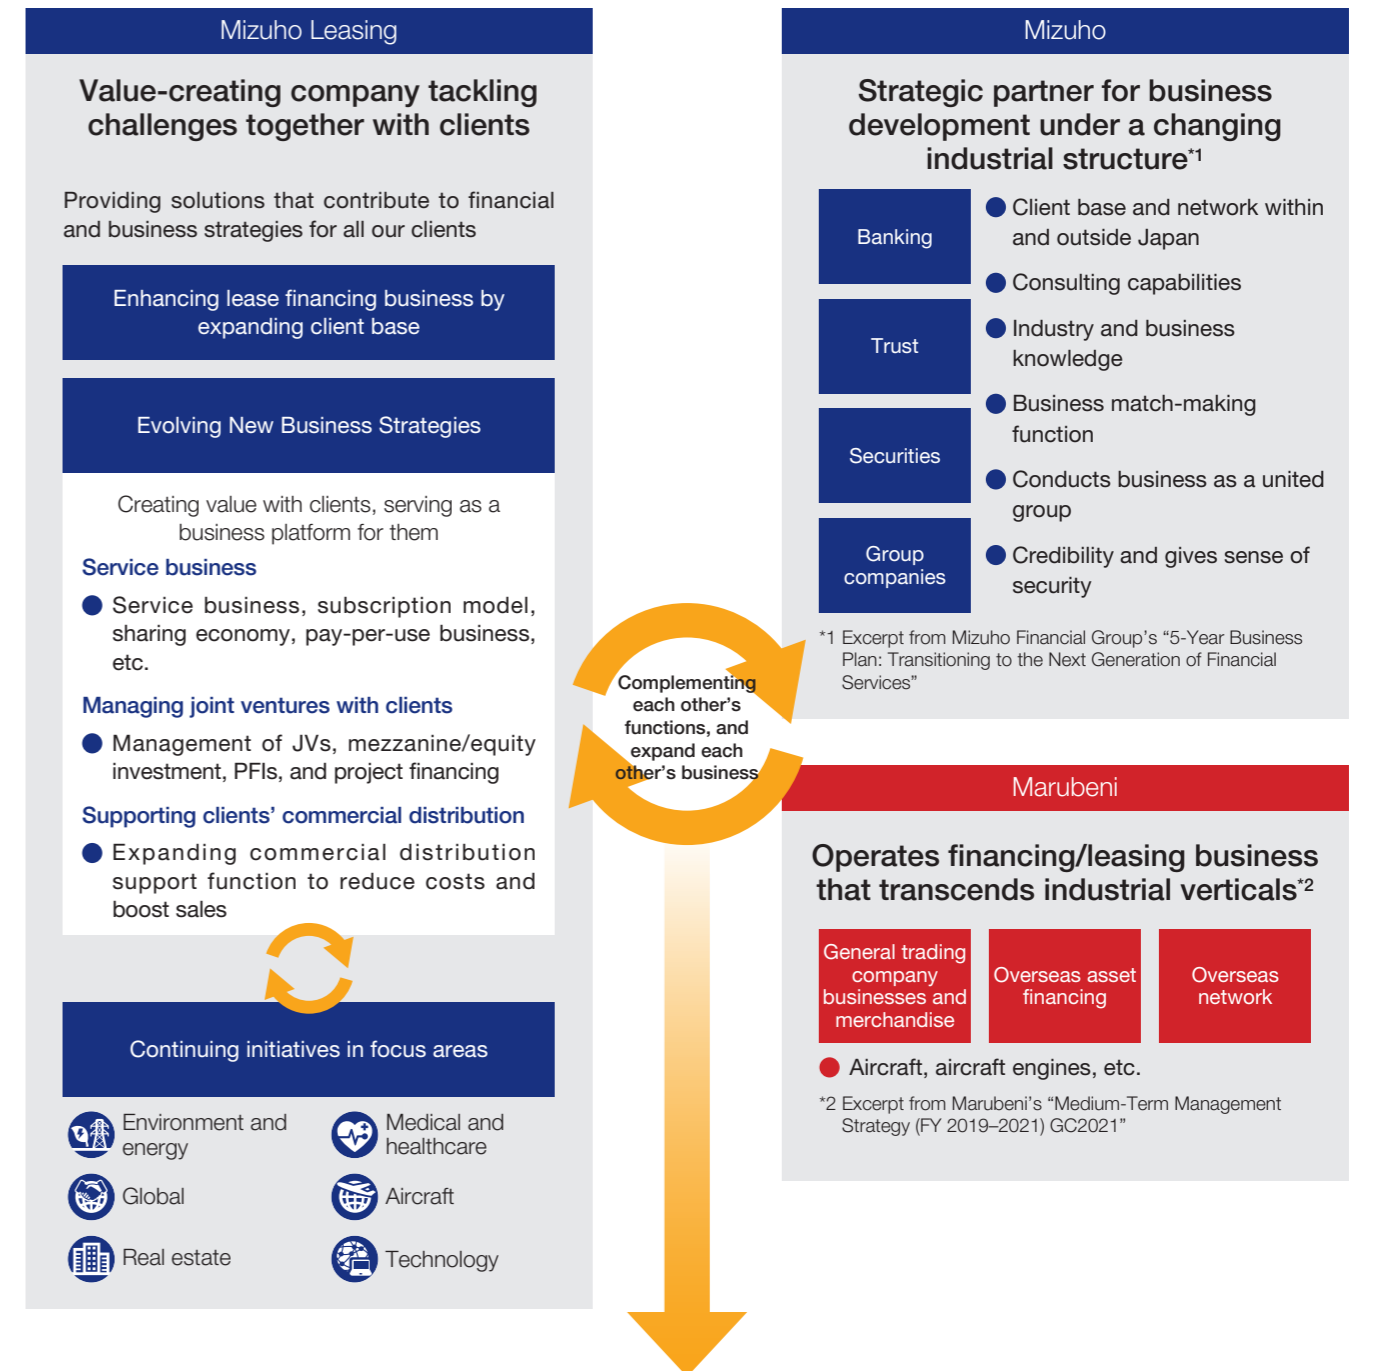 Mizuho Leasing
Value-creating company tackling
challenges together with clients
Providing solutions that contribute to financial
and business strategies for all our clients
Enhancing lease financing business by
expanding client base
Evolving New Business Strategies
Creating value with clients, serving as a
business platform for them
Service business
Service business, subscription model,
sharing economy, pay-per-use business,
etc.
Managing joint ventures with clients
Management of JVs, mezzanine/equity
investment, PFIs, and project financing
Supporting clients’ commercial distribution
Expanding commercial distribution
support function to reduce costs and
boost sales
Continuing initiatives in focus areas
Environment and
energy
Medical and
healthcare
Global
Aircraft
Real estate
Technology
Complementing
each other’s
functions, and
expand each
other’s business
Mizuho
Strategic partner for business
development under a changing
industrial structure*1
Banking
Trust
Securities
Group
companies
Client base and network within
and outside Japan
Consulting capabilities
Industry and business
knowledge
Business match-making
function
Conducts business as a united
group
Credibility and gives sense of
security
*1 Excerpt from Mizuho Financial Group’s “5-Year Business
Plan: Transitioning to the Next Generation of Financial
Services”
Marubeni
Operates financing/leasing business
that transcends industrial verticals*2
General trading
company
businesses and
merchandise
Overseas asset
financing
Overseas
network
Aircraft, aircraft engines, etc.
*2 Excerpt from Marubeni’s “Medium-Term Management
Strategy (FY 2019–2021) GC2021”